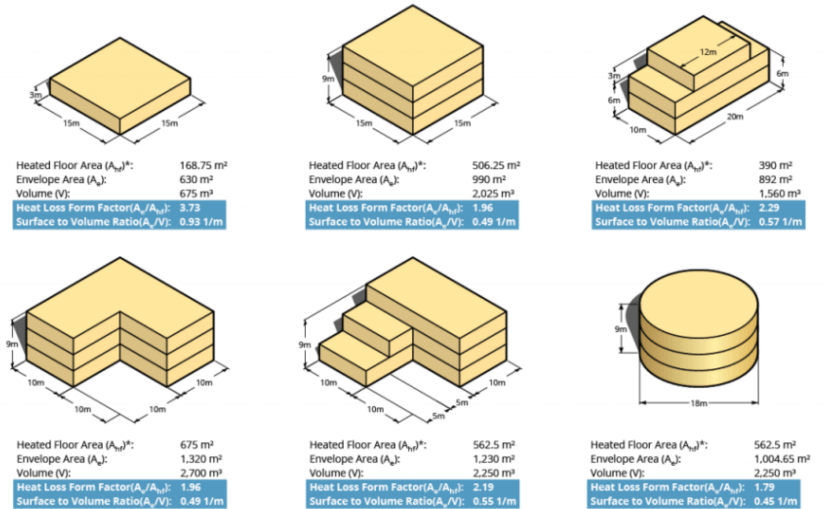 3m
15m
15m
Heated Floor Area (Ahf)*: 168.75 m²
Envelope Area (Ae): 630 m²
Volume (V): 675 m³
Heat Loss Form Factor(Ae/Ahf): 3.73
Surface to Volume Ratio(Ae/V): 0.93 1/m
9m
15m
15m
Heated Floor Area (Ahf)*: 506.25 m²
Envelope Area (Ae): 990 m²
Volume (V): 2,025 m³
Heat Loss Form Factor(Ae/Ahf): 1.96
Surface to Volume Ratio(Ae/V): 0.49 1/m
12m
3m
6m
6m
10m
20m
Heated Floor Area (Ahf)*: 390 m²
Envelope Area (Ae): 892 m²
Volume (V): 1,560 m³
Heat Loss Form Factor(Ae/Ahf): 2.29
Surface to Volume Ratio(Ae/V): 0.57 1/m
9m
10m
10m
10m
10m
Heated Floor Area (Ahf)*: 675 m²
Envelope Area (Ae): 1,320 m²
Volume (V): 2,700 m³
Heat Loss Form Factor(Ae/Ahf): 1.96
Surface to Volume Ratio(Ae/V): 0.49 1/m
9m
10m
10m
5m
5m
10m
Heated Floor Area (Ahf)*: 562.5 m²
Envelope Area (Ae): 1,230 m²
Volume (V): 2,250 m³
Heat Loss Form Factor(Ae/Ahf): 2.19
Surface to Volume Ratio(Ae/V): 0.55 1/m
9m
18m
Heated Floor Area (Ahf)*: 562.5 m²
Envelope Area (Ae): 1,004.65 m²
Volume (V): 2,250 m³
Heat Loss Form Factor(Ae/Ahf): 1.79
Surface to Volume Ratio(Ae/V): 0.45 1/m